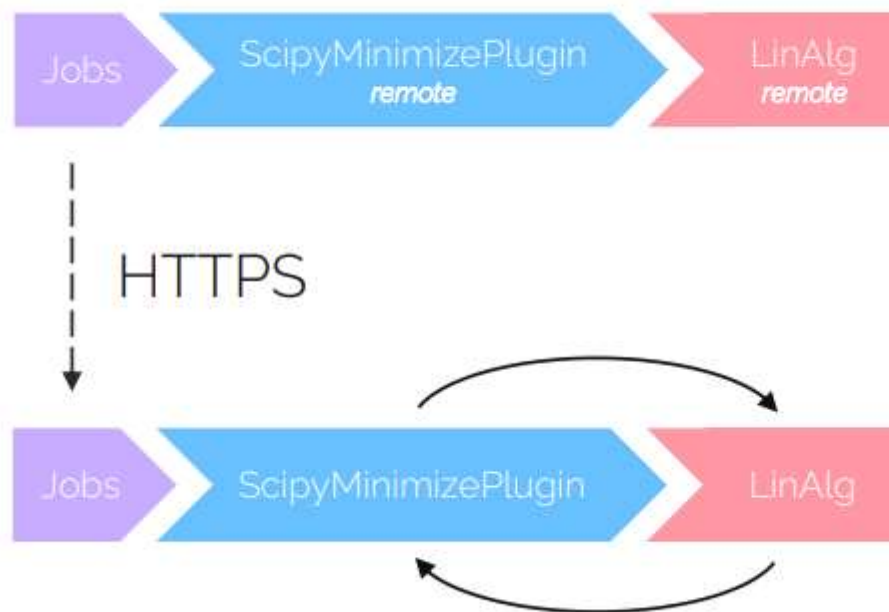 Jobs
ScipyMinimizePlugin
remote
LinAlg
remote
HTTPS
Jobs
ScipyMinimizePlugin
LinAlg